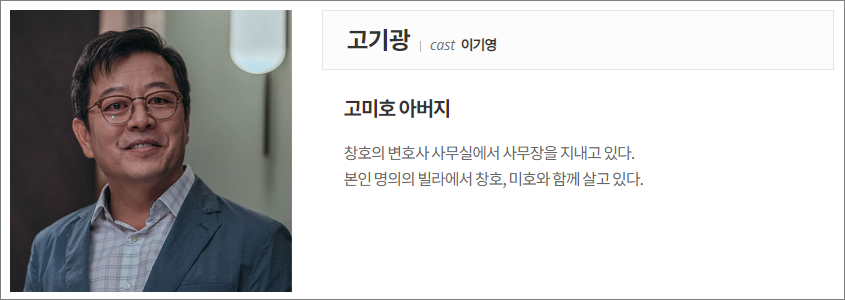 고기광 | cast 이기영
고미호 아버지
창호의 변호사 사무실에서 사무장을 지내고 있다.
본인 명의의 빌라에서 창호, 미호와 함께 살고 있다.